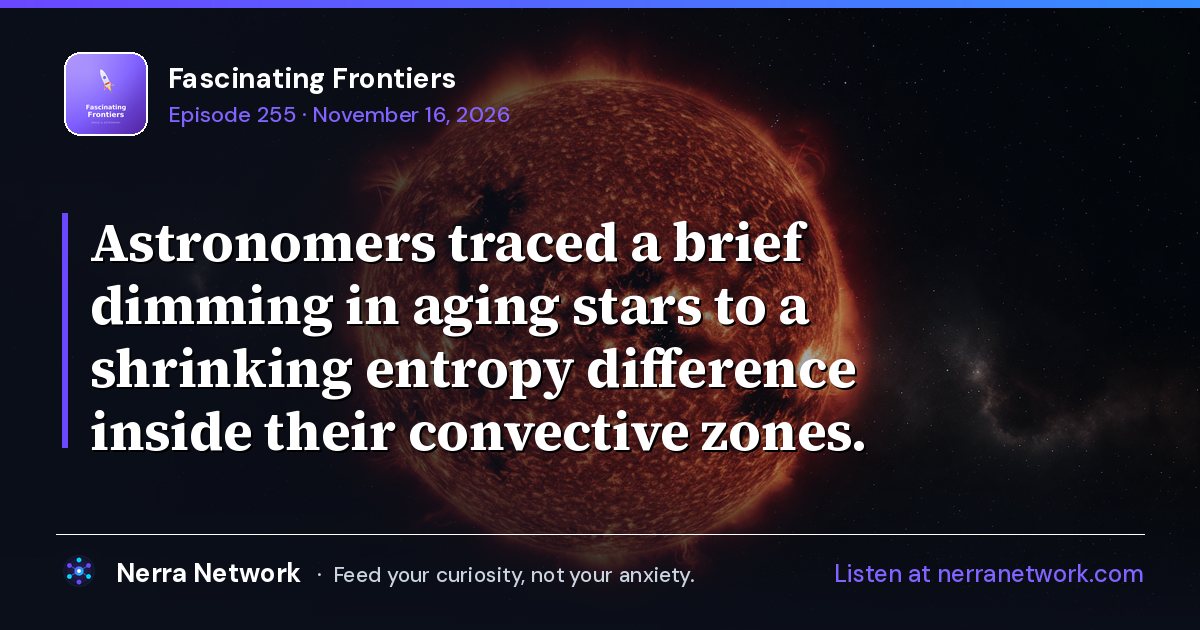 Fascinating Frontiers
Episode 255 · November 16, 2026
Fascinating
Frontiers
Astronomers traced a brief
dimming in aging stars to a
shrinking entropy difference
inside their convective zones.
Nerra Network · Feed your curiosity, not your anxiety.
Listen at nerranetwork.com